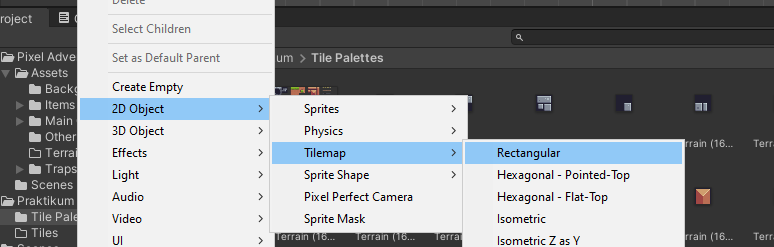 Delete
roject
Select Children
Set as Default Parent
Pixel Adve
Assets
Backg
Items
Main
Other
Terrai
Traps
Scenes
Praktikum
Tile Palet
Tiles
um > Tile Palettes
Create Empty
2D Object
3D Object
Effects
Light
Audio
Video
UI
Sprites
Physics
Tilemap
Sprite Shape
Pixel Perfect Camera
Sprite Mask
Rectangular
Hexagonal - Pointed-Top
Hexagonal - Flat-Top
Isometric
Isometric Z as Y
Terrain (16...
Terrain (16...
Terrain (16...
Terrain (16...